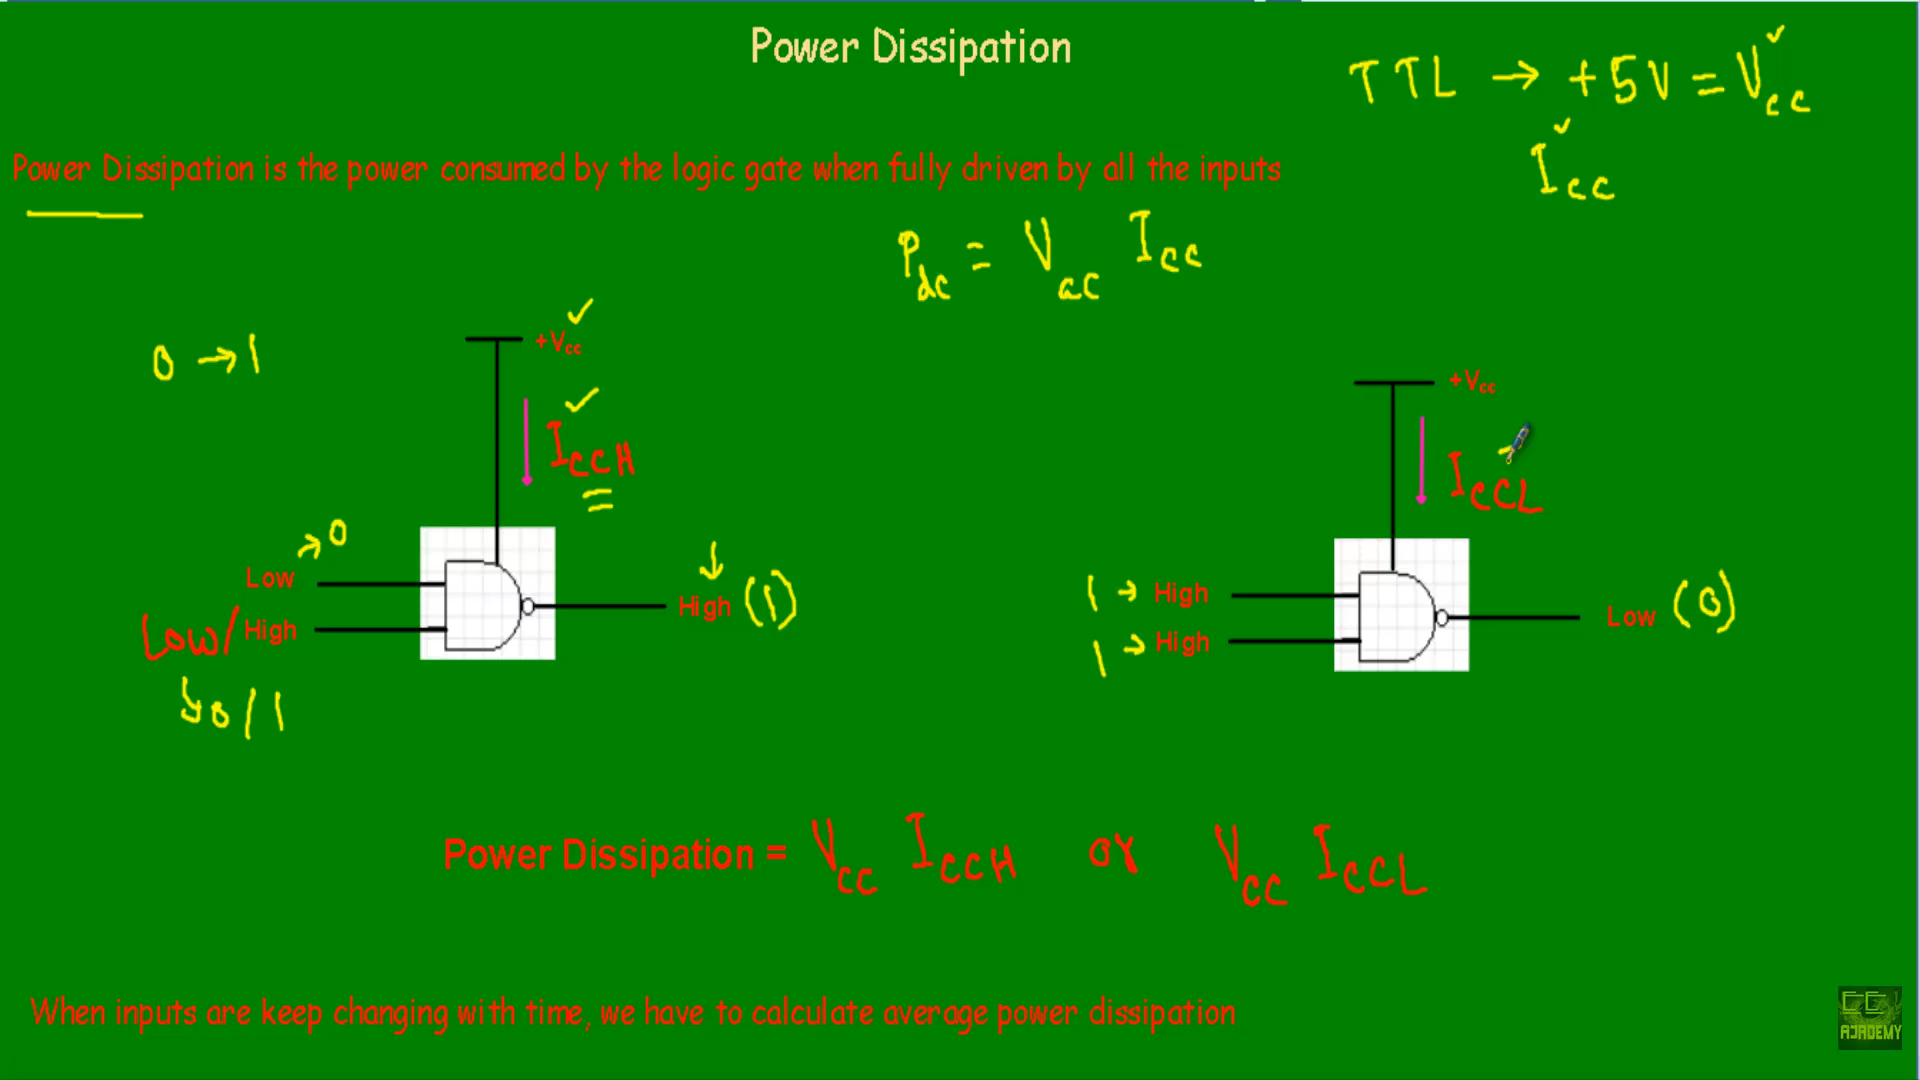 Power Dissipation
TTL → +5V = Vcc
Icc
Power Dissipation is the power consumed by the logic gate when fully driven by all the inputs
Pdc = Vac Icc
0 → 1
+Vcc
ICCH
→ 0
Low
Low/High
↳ 0/1
High (1)
+Vcc
ICCL
1 → High
1 → High
Low (0)
Power Dissipation = Vcc ICCH or Vcc ICCL
When inputs are keep changing with time, we have to calculate average power dissipation
ACADEMY